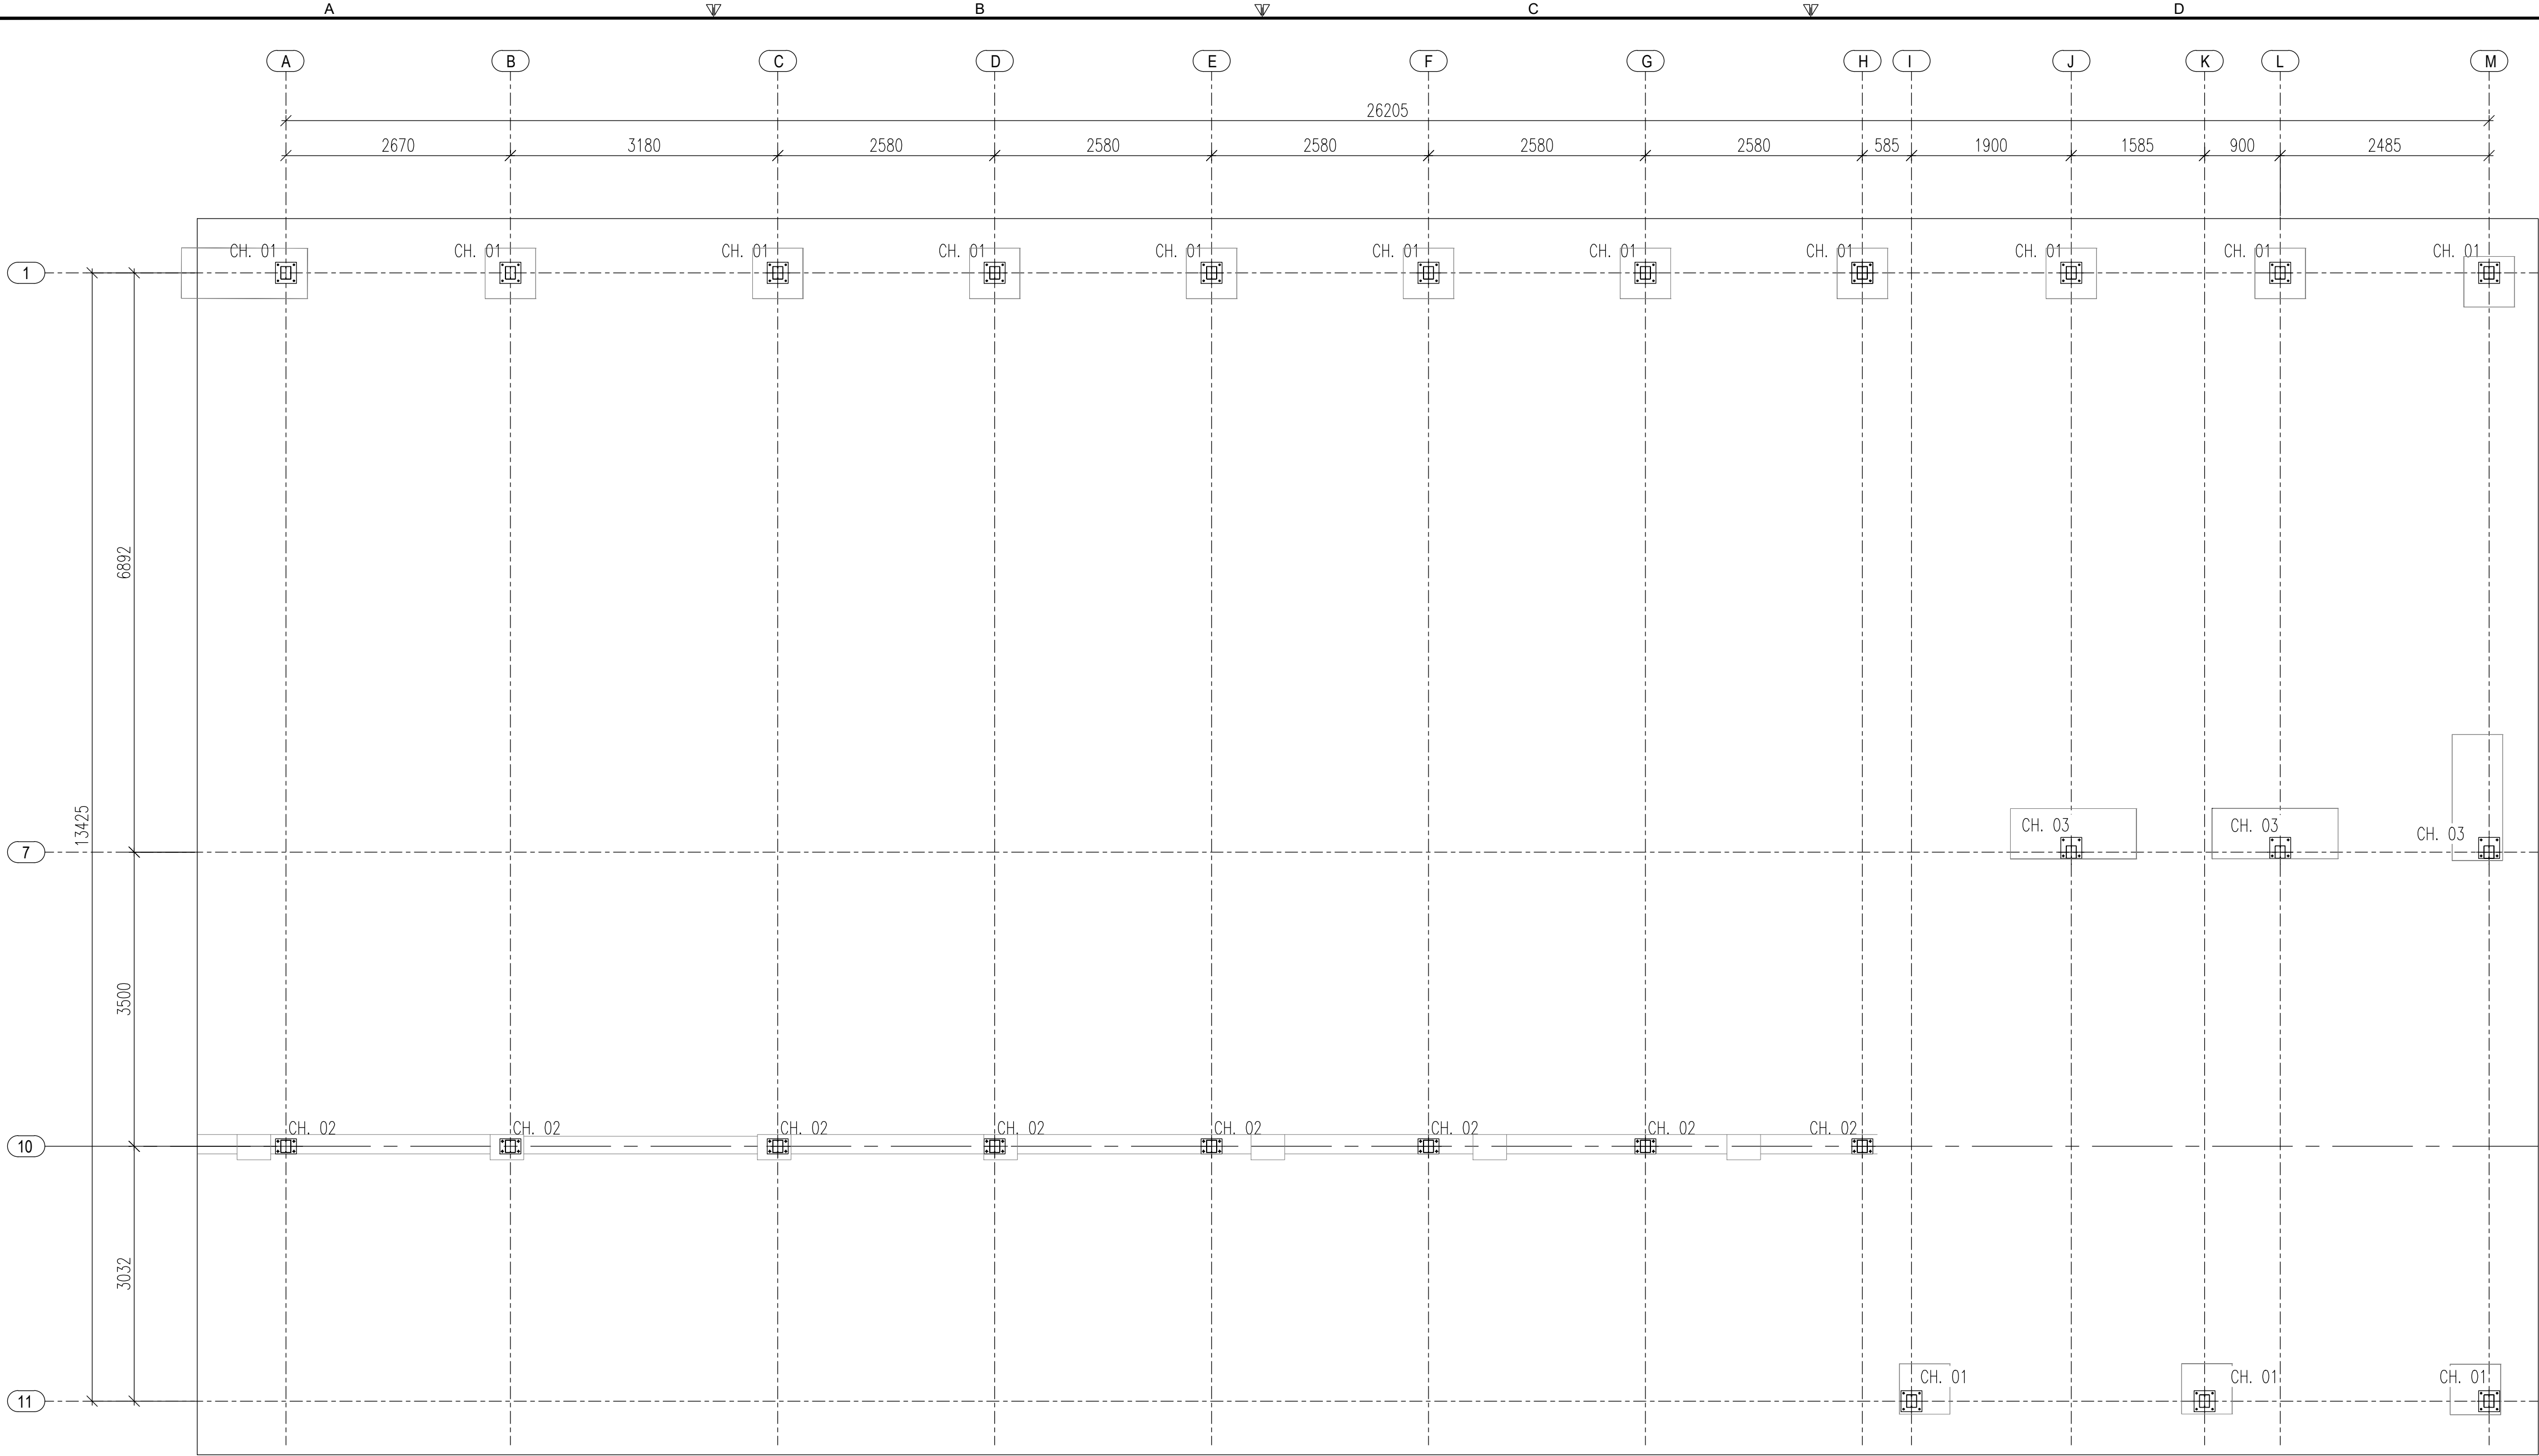 A B C D
A B C D E F G H I J K L M
26205
2670 3180 2580 2580 2580 2580 2580 585 1900 1585 900 2485
CH. 01 CH. 01 CH. 01 CH. 01 CH. 01 CH. 01 CH. 01 CH. 01 CH. 01 CH. 01 CH. 01
1
6892
13425
CH. 03 CH. 03 CH. 03
7
3500
CH. 02 CH. 02 CH. 02 CH. 02 CH. 02 CH. 02 CH. 02 CH. 02
10
3032
CH. 01 CH. 01 CH. 01
11